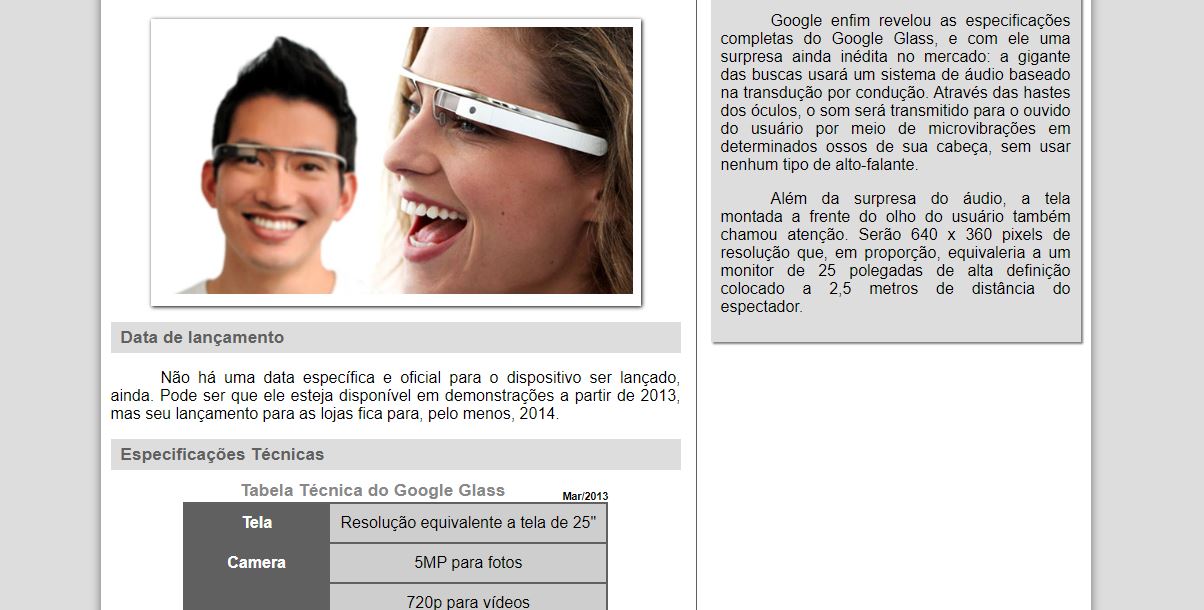 Data de lançamento
Não há uma data específica e oficial para o dispositivo ser lançado,
ainda. Pode ser que ele esteja disponível em demonstrações a partir de 2013,
mas seu lançamento para as lojas fica para, pelo menos, 2014.
Especificações Técnicas
Tabela Técnica do Google Glass Mar/2013
Tela Resolução equivalente a tela de 25"
Camera 5MP para fotos
720p para vídeos
Google enfim revelou as especificações
completas do Google Glass, e com ele uma
surpresa ainda inédita no mercado: a gigante
das buscas usará um sistema de áudio baseado
na transdução por condução. Através das hastes
dos óculos, o som será transmitido para o ouvido
do usuário por meio de microvibrações em
determinados ossos de sua cabeça, sem usar
nenhum tipo de alto-falante.
Além da surpresa do áudio, a tela
montada a frente do olho do usuário também
chamou atenção. Serão 640 x 360 pixels de
resolução que, em proporção, equivaleria a um
monitor de 25 polegadas de alta definição
colocado a 2,5 metros de distância do
espectador.